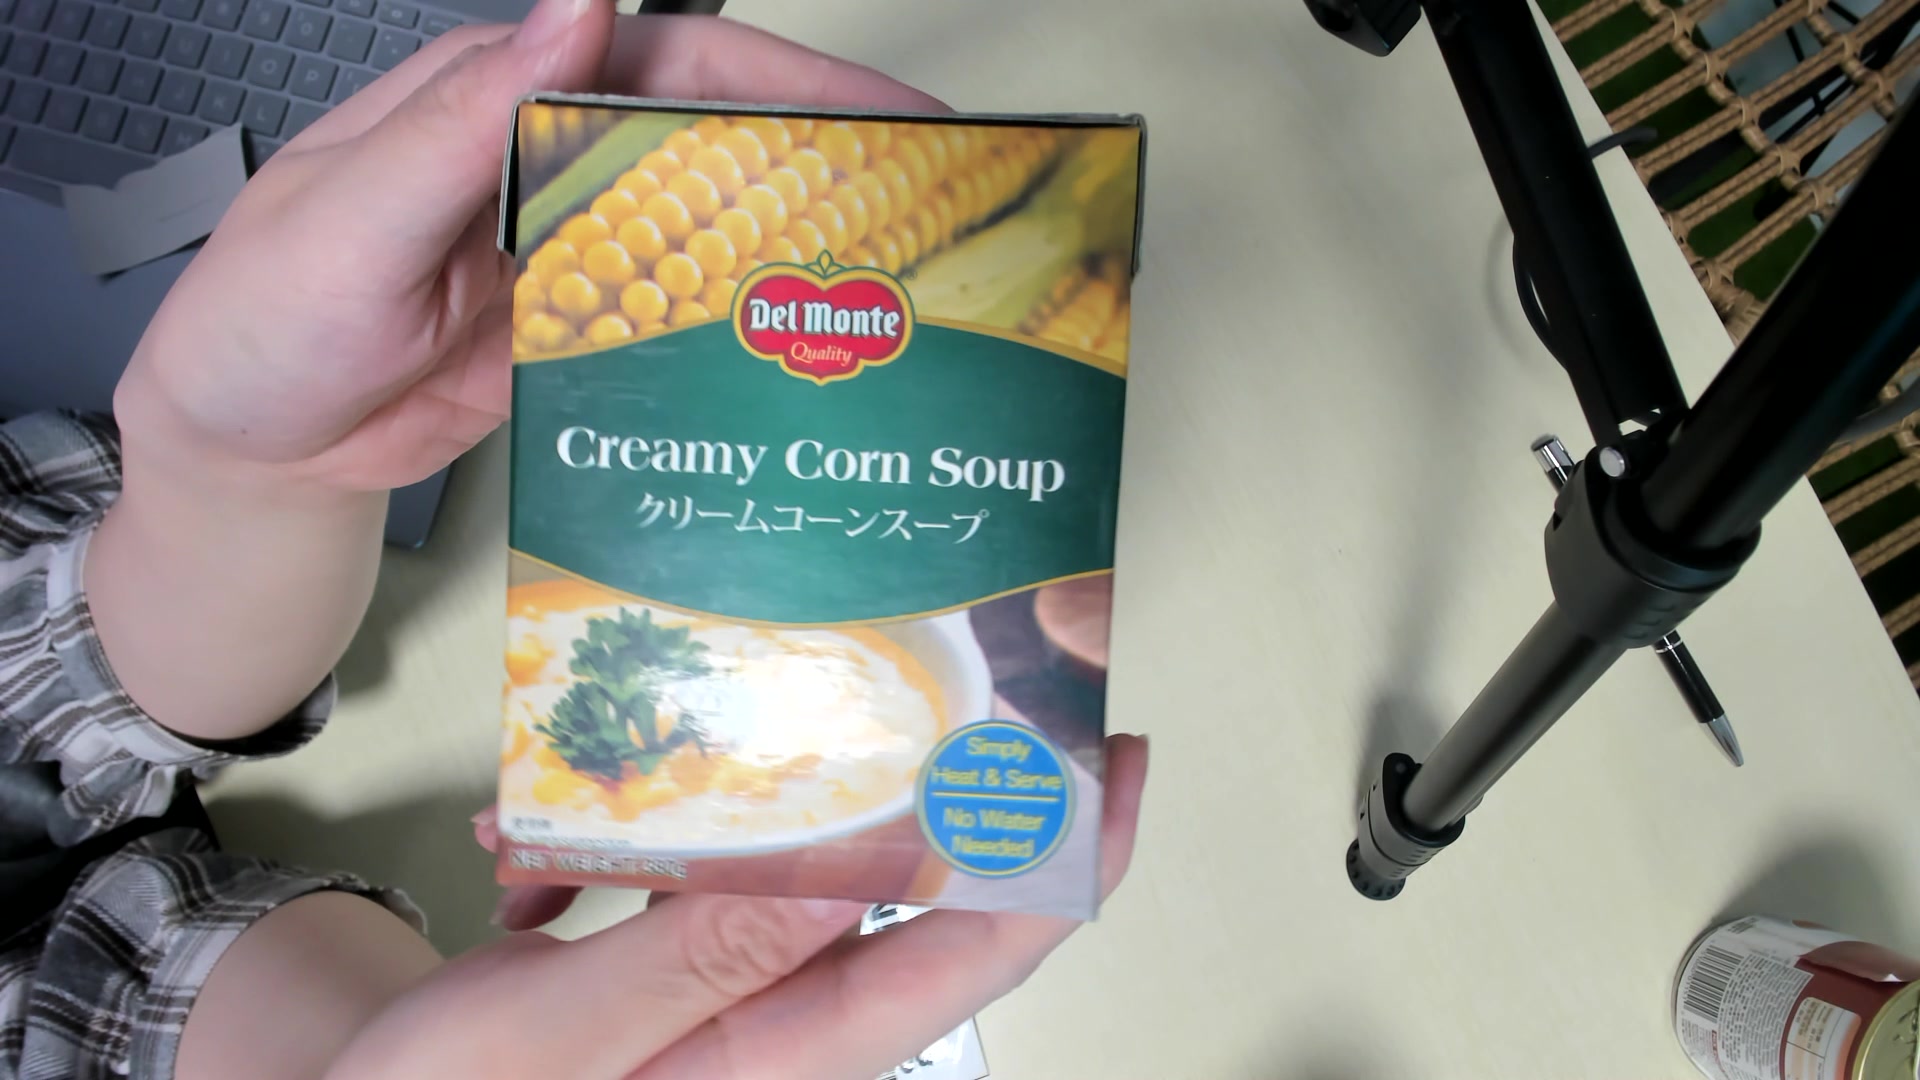 Del Monte
Quality
Creamy Corn Soup
クリームコーンスープ
Simply
Heat & Serve
No Water
Needed
NET WEIGHT: 380g